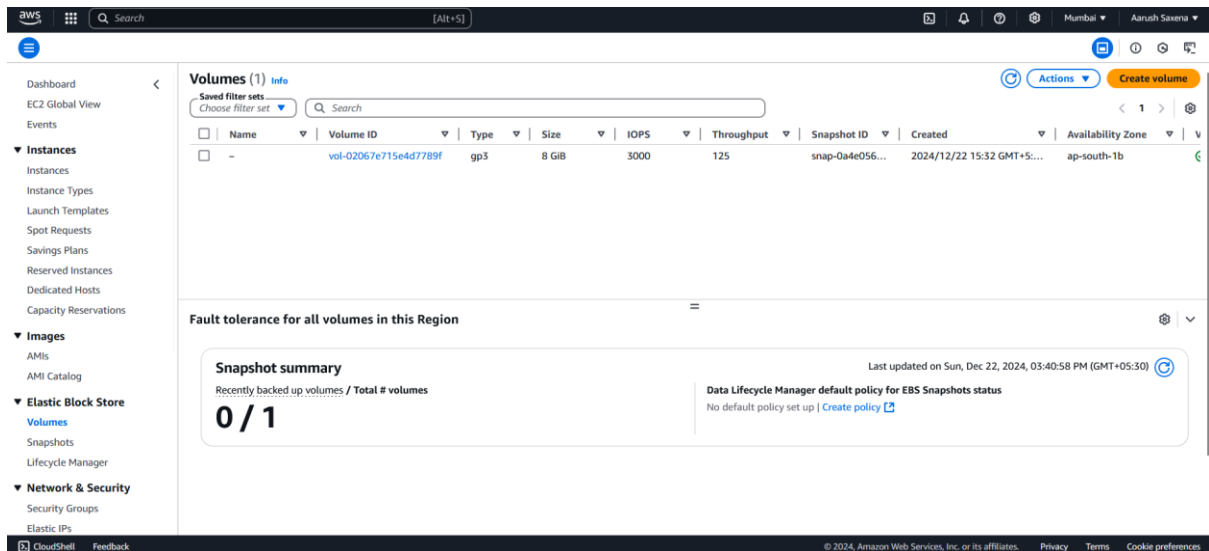 aws Search [Alt+S] Mumbai ▼ Aarush Saxena ▼
Dashboard
EC2 Global View
Events
▼ Instances
Instances
Instance Types
Launch Templates
Spot Requests
Savings Plans
Reserved Instances
Dedicated Hosts
Capacity Reservations
▼ Images
AMIs
AMI Catalog
▼ Elastic Block Store
Volumes
Snapshots
Lifecycle Manager
▼ Network & Security
Security Groups
Elastic IPs
Volumes (1) Info
Actions ▼ Create volume
Saved filter sets
Choose filter set ▼ Search
< 1 >
Name Volume ID Type Size IOPS Throughput Snapshot ID Created Availability Zone V
– vol-02067e715e4d7789f gp3 8 GiB 3000 125 snap-0a4e056... 2024/12/22 15:32 GMT+5:... ap-south-1b
Fault tolerance for all volumes in this Region
Snapshot summary
Last updated on Sun, Dec 22, 2024, 03:40:58 PM (GMT+05:30)
Recently backed up volumes / Total # volumes
0 / 1
Data Lifecycle Manager default policy for EBS Snapshots status
No default policy set up | Create policy
CloudShell Feedback © 2024, Amazon Web Services, Inc. or its affiliates. Privacy Terms Cookie preferences